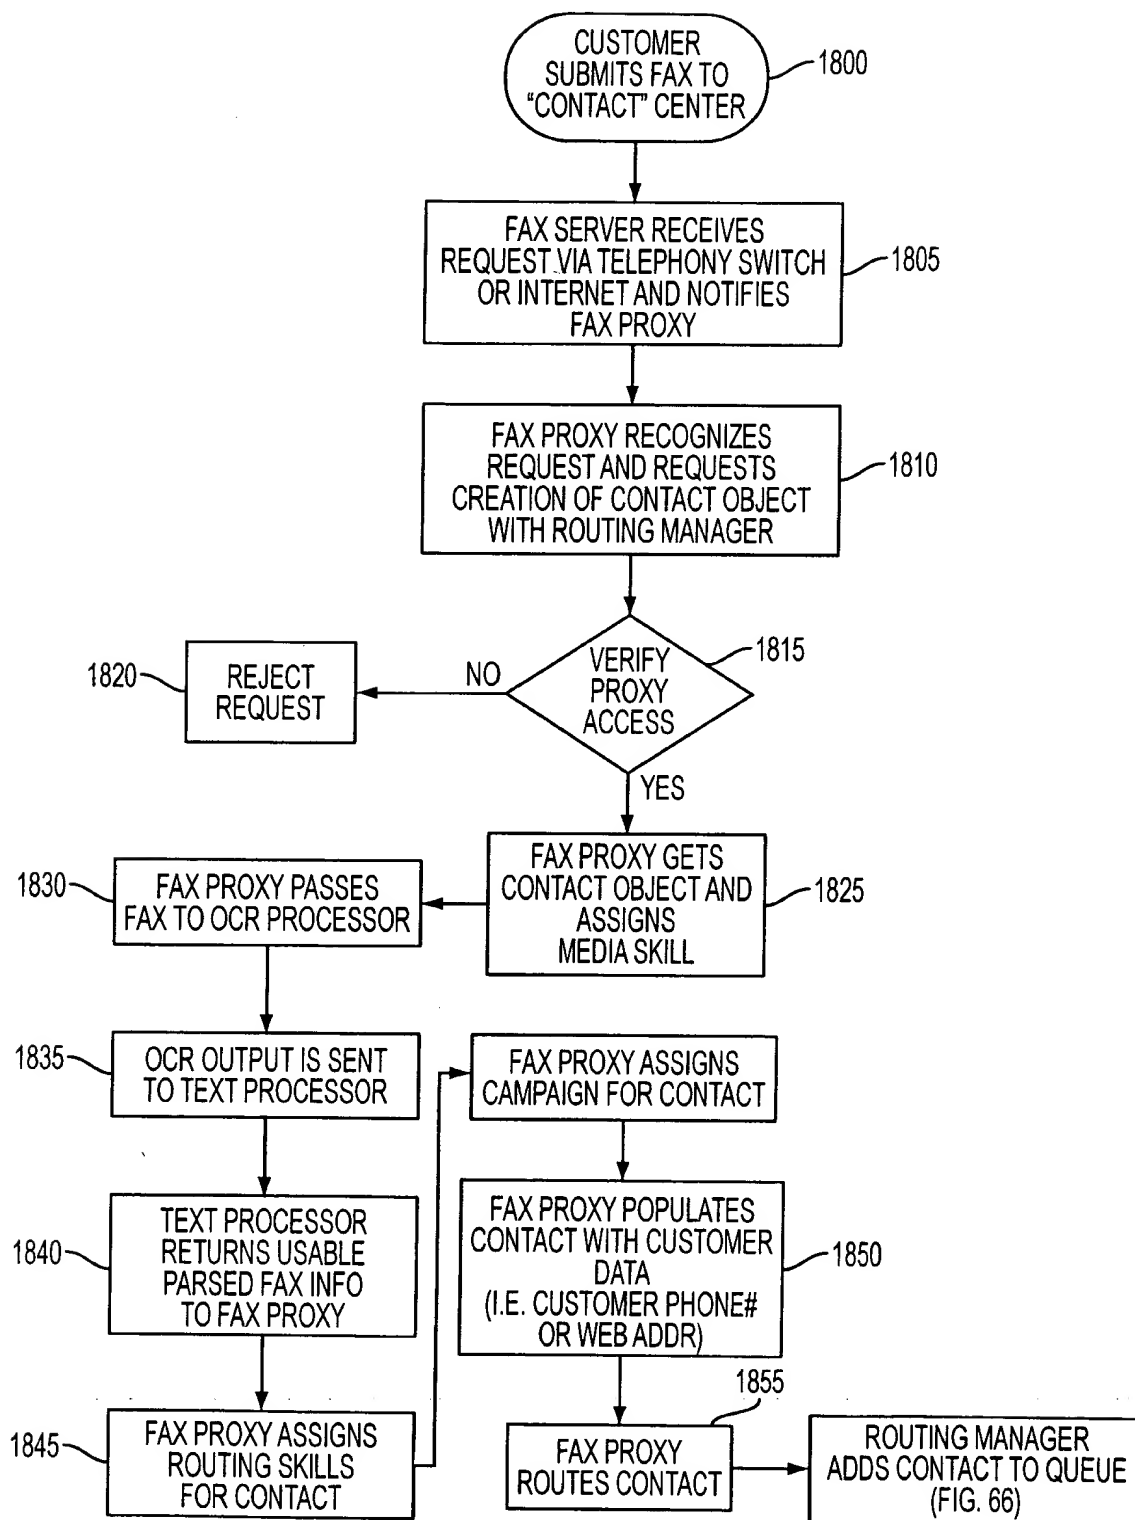 CUSTOMER
SUBMITS FAX TO
"CONTACT" CENTER
1800
FAX SERVER RECEIVES
REQUEST VIA TELEPHONY SWITCH
OR INTERNET AND NOTIFIES
FAX PROXY
1805
FAX PROXY RECOGNIZES
REQUEST AND REQUESTS
CREATION OF CONTACT OBJECT
WITH ROUTING MANAGER
1810
VERIFY
PROXY
ACCESS
1815
NO
1820
REJECT
REQUEST
YES
FAX PROXY GETS
CONTACT OBJECT AND
ASSIGNS
MEDIA SKILL
1825
1830
FAX PROXY PASSES
FAX TO OCR PROCESSOR
1835
OCR OUTPUT IS SENT
TO TEXT PROCESSOR
1840
TEXT PROCESSOR
RETURNS USABLE
PARSED FAX INFO
TO FAX PROXY
1845
FAX PROXY ASSIGNS
ROUTING SKILLS
FOR CONTACT
FAX PROXY ASSIGNS
CAMPAIGN FOR CONTACT
FAX PROXY POPULATES
CONTACT WITH CUSTOMER
DATA
(I.E. CUSTOMER PHONE#
OR WEB ADDR)
1850
1855
FAX PROXY
ROUTES CONTACT
ROUTING MANAGER
ADDS CONTACT TO QUEUE
(FIG. 66)